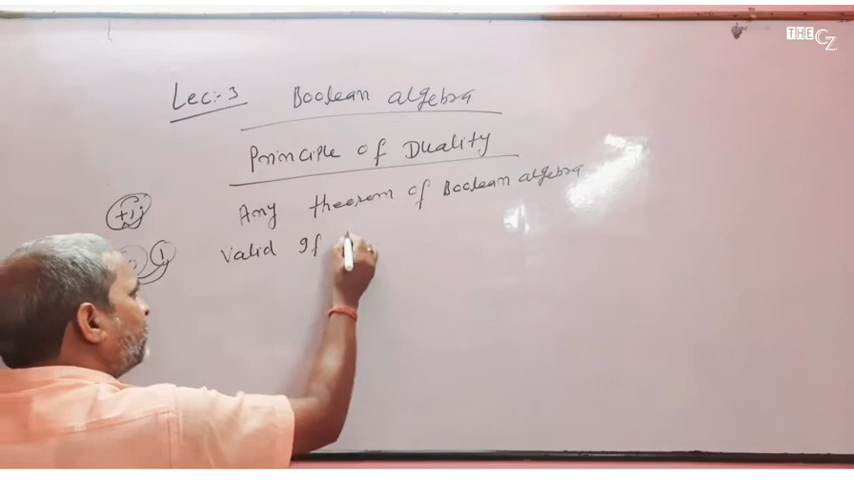 THE CZ
Lec:- 3 Boolean algebra
Principle of Duality
Any theorem of Boolean algebra
Valid If